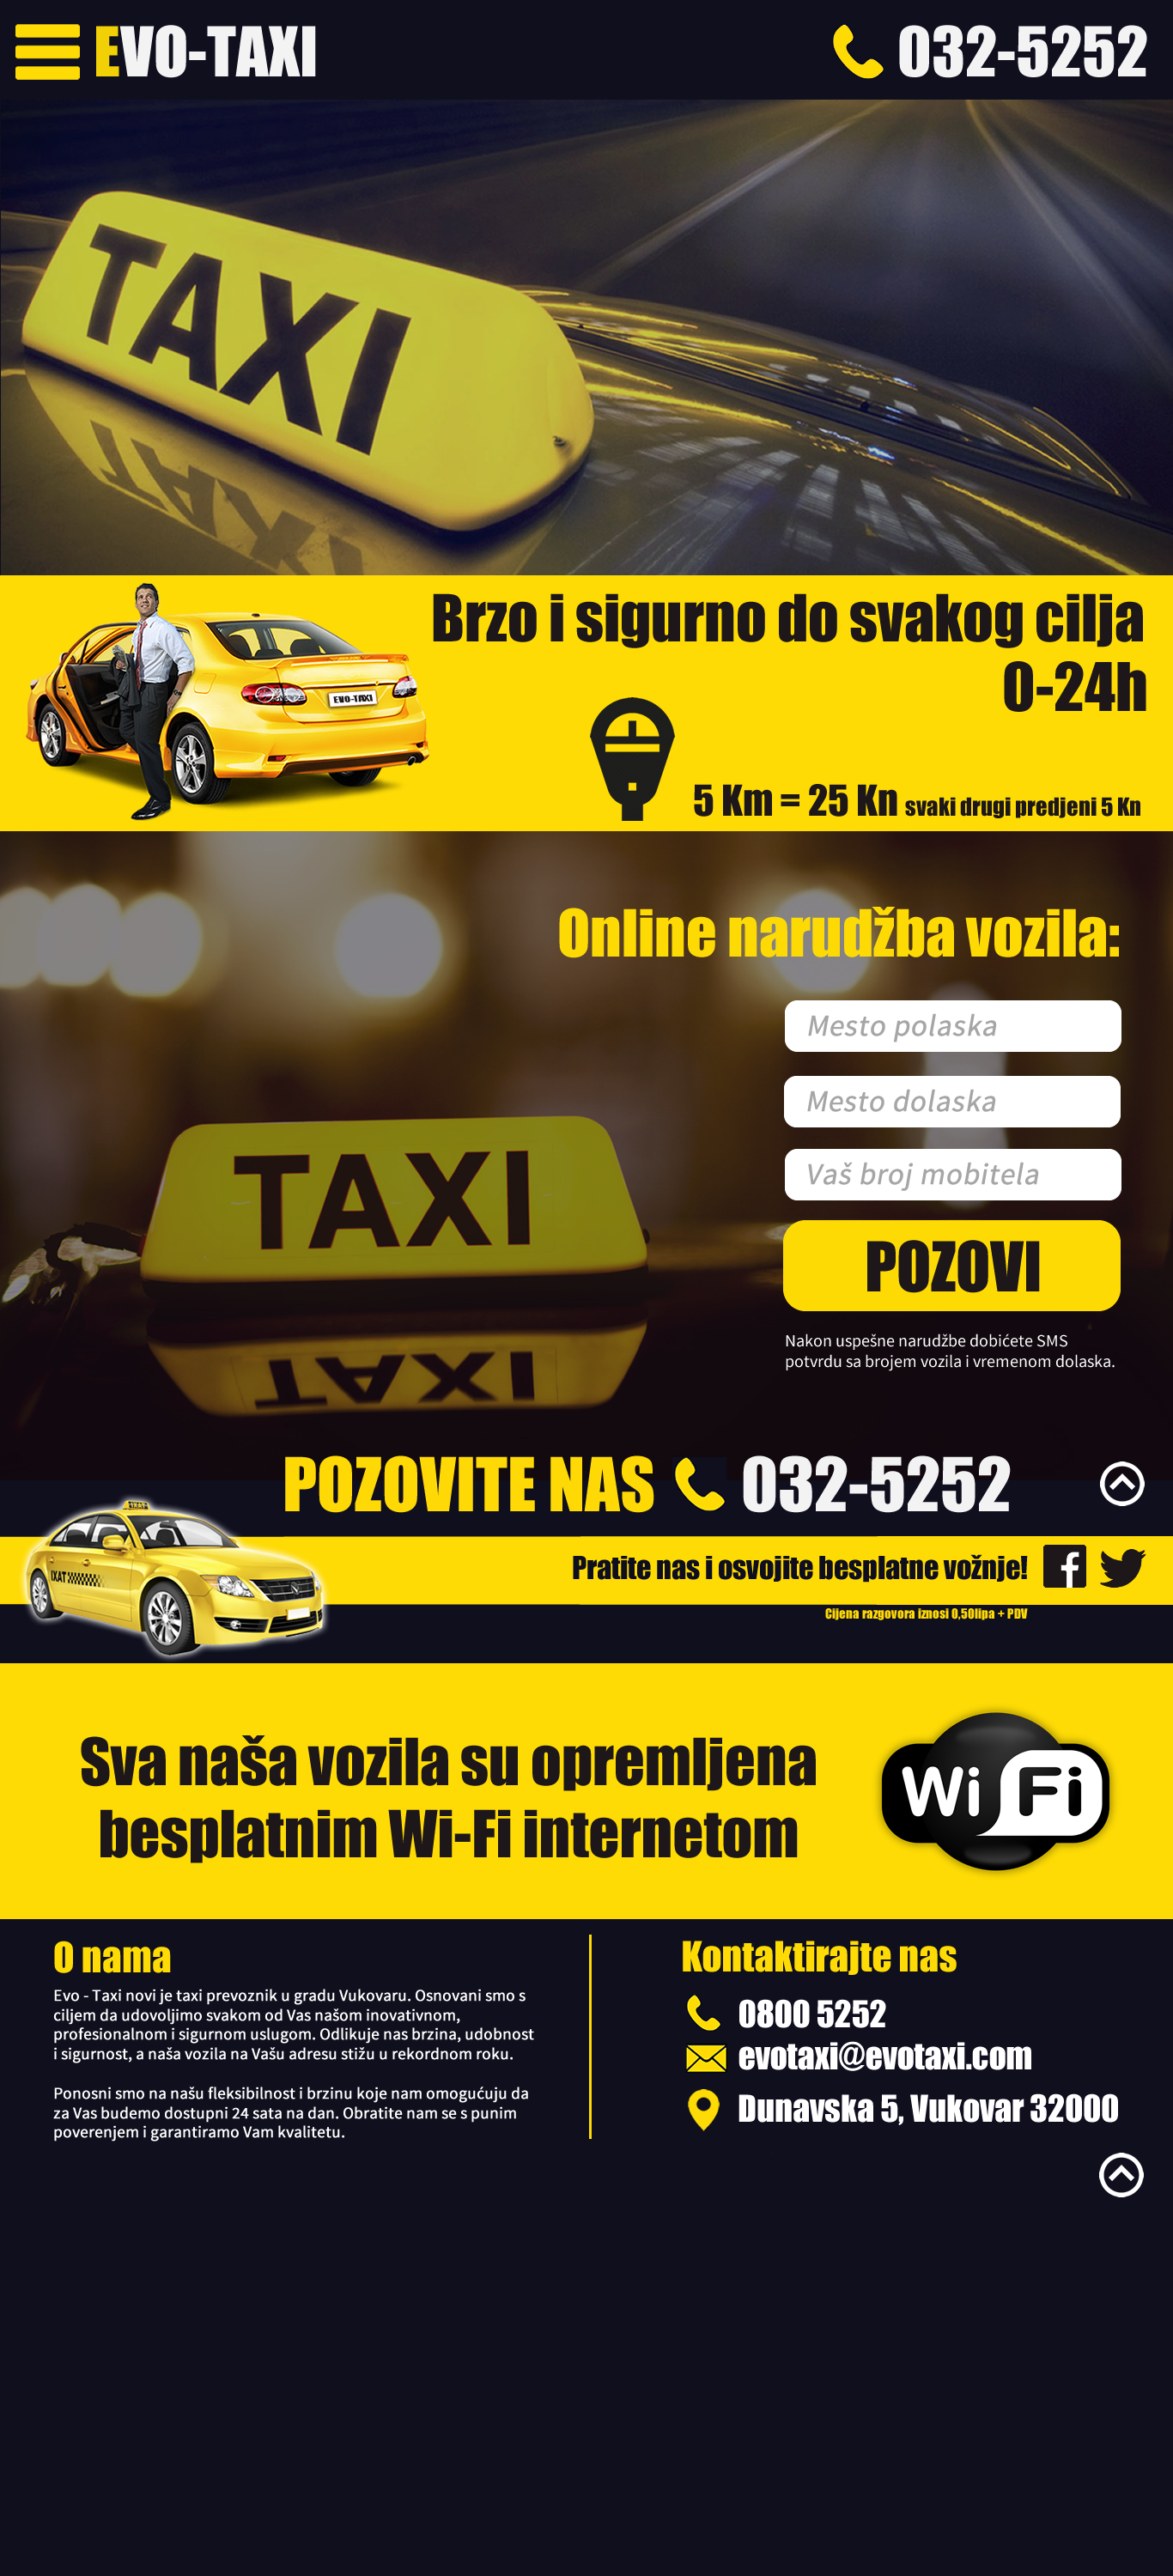 EVO-TAXI
032-5252
TAXI
Brzo i sigurno do svakog cilja
0-24h
EVO-TAXI
5 Km = 25 Kn svaki drugi predjeni 5 Kn
Online narudžba vozila:
Mesto polaska
Mesto dolaska
Vaš broj mobitela
TAXI
POZOVI
Nakon uspešne narudžbe dobićete SMS
potvrdu sa brojem vozila i vremenom dolaska.
POZOVITE NAS 032-5252
TAXI
IXAT
Pratite nas i osvojite besplatne vožnje!
Cijena razgovora iznosi 0,50lipa + PDV
Sva naša vozila su opremljena
besplatnim Wi-Fi internetom
Wi Fi
O nama
Evo - Taxi novi je taxi prevoznik u gradu Vukovaru. Osnovani smo s
ciljem da udovoljimo svakom od Vas našom inovativnom,
profesionalnom i sigurnom uslugom. Odlikuje nas brzina, udobnost
i sigurnost, a naša vozila na Vašu adresu stižu u rekordnom roku.
Ponosni smo na našu fleksibilnost i brzinu koje nam omogućuju da
za Vas budemo dostupni 24 sata na dan. Obratite nam se s punim
poverenjem i garantiramo Vam kvalitetu.
Kontaktirajte nas
0800 5252
evotaxi@evotaxi.com
Dunavska 5, Vukovar 32000